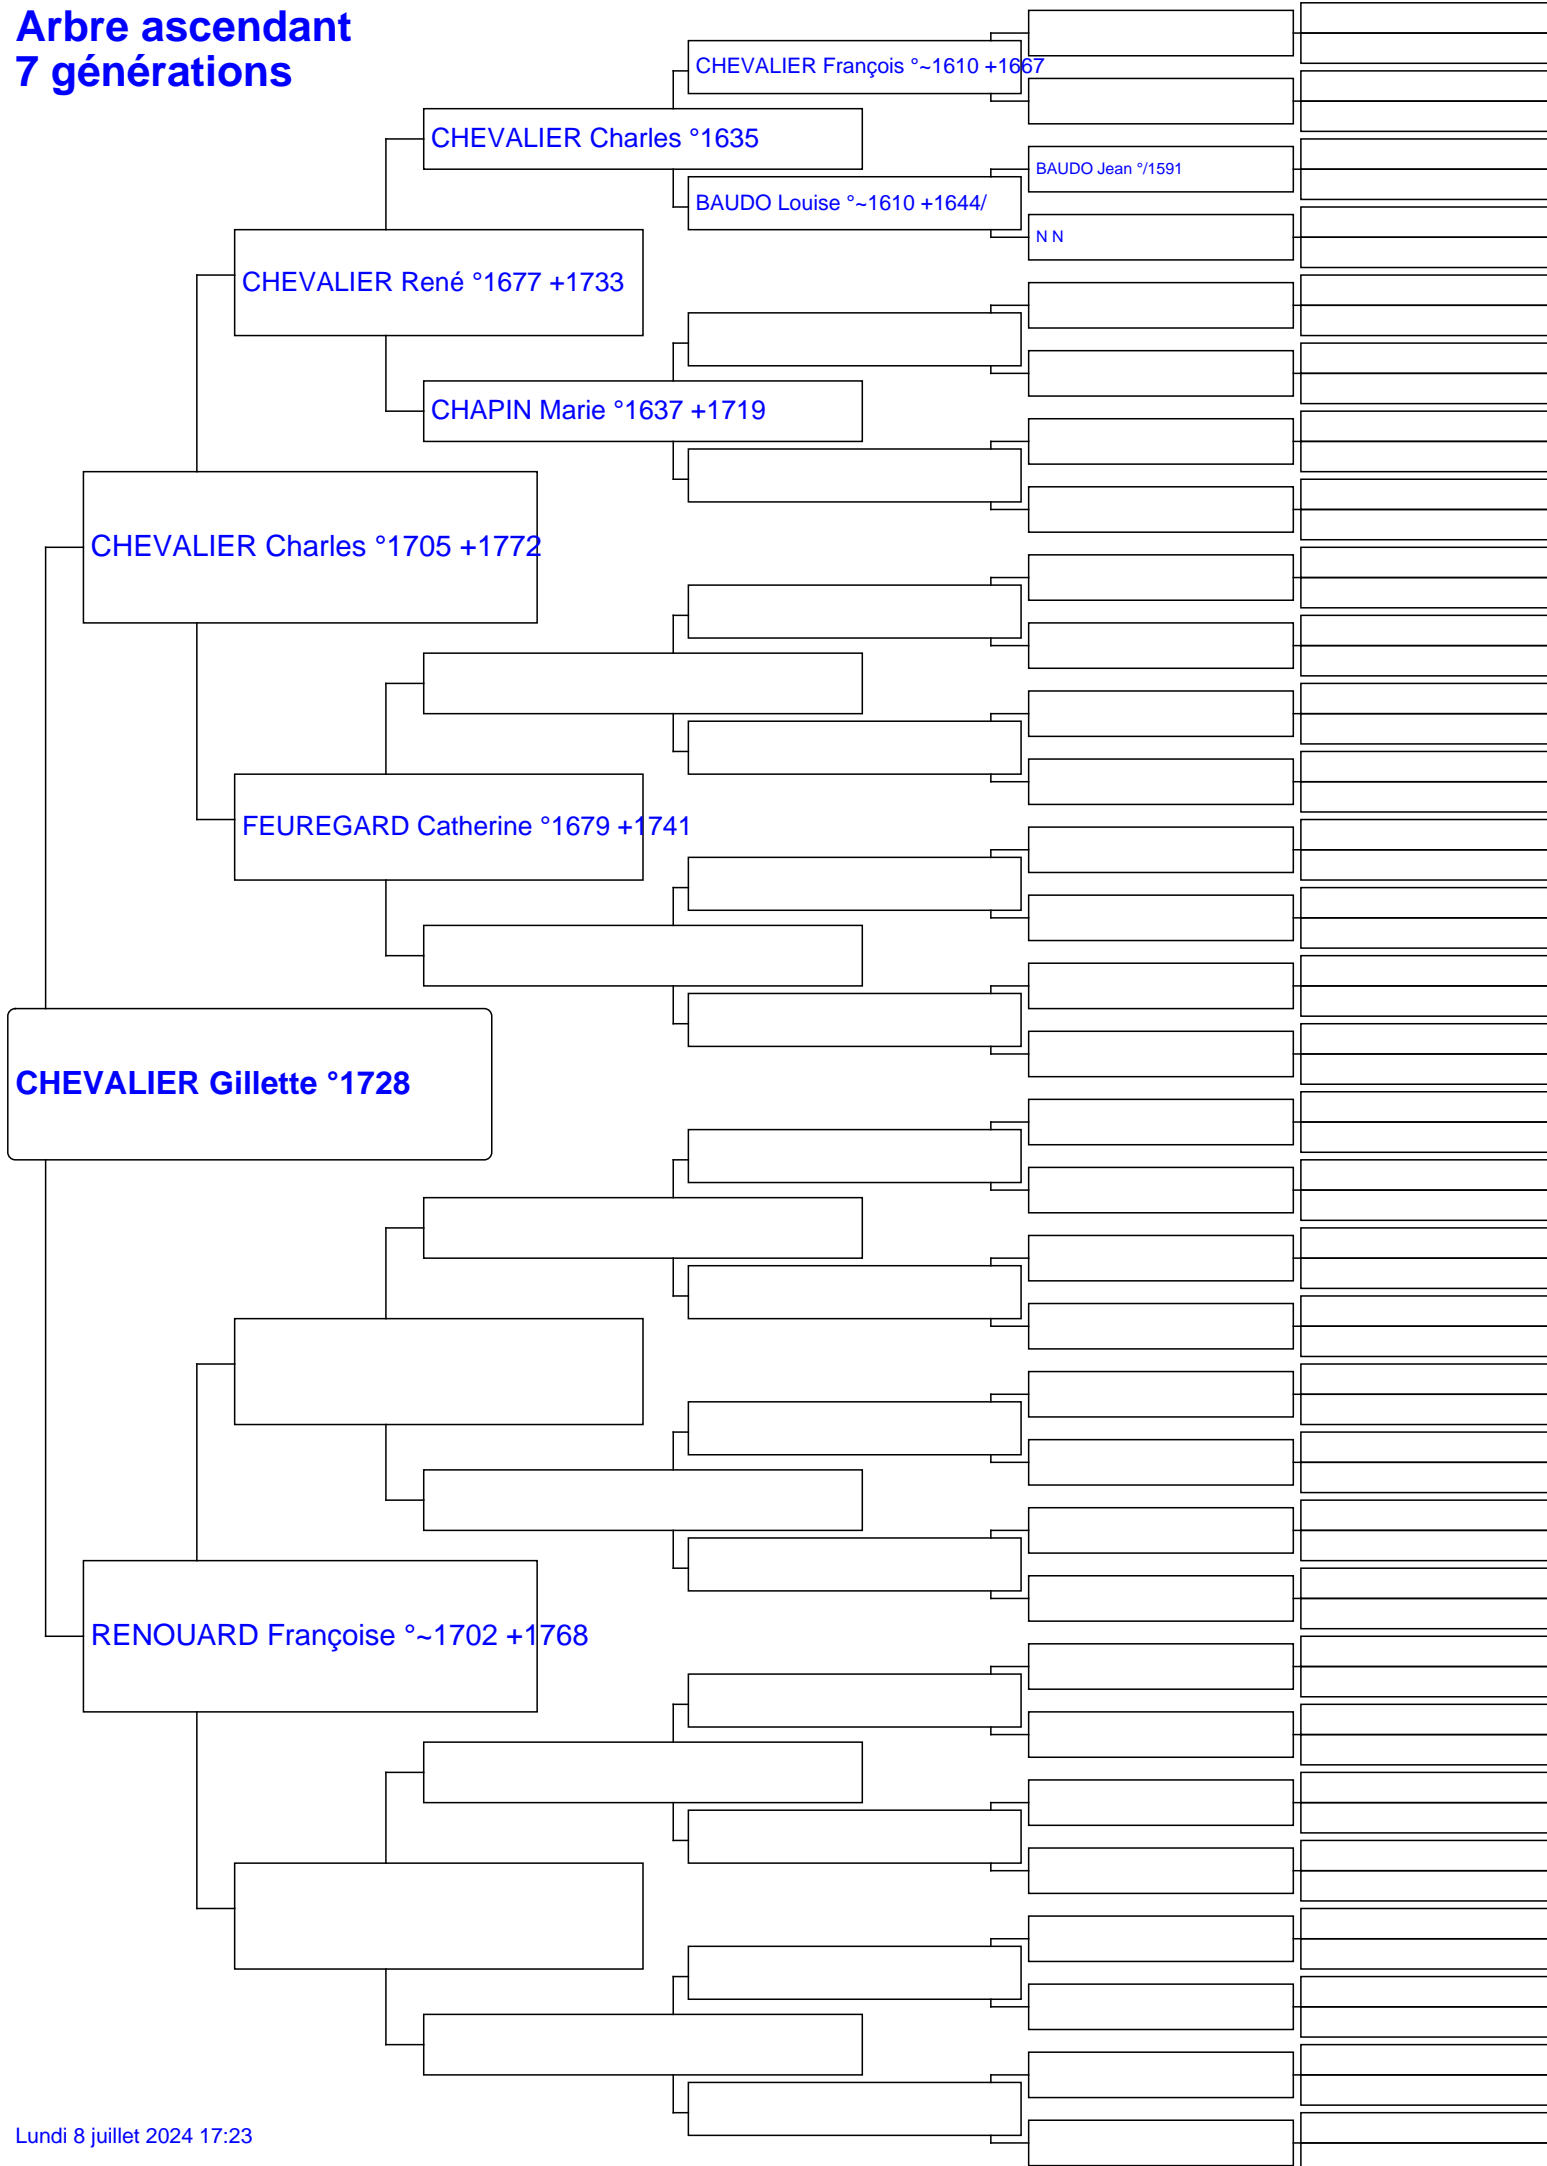 Arbre ascendant
7 générations
CHEVALIER François °~1610 +1667
CHEVALIER Charles °1635
BAUDO Jean °/1591
BAUDO Louise °~1610 +1644/
N N
CHEVALIER René °1677 +1733
CHAPIN Marie °1637 +1719
CHEVALIER Charles °1705 +1772
FEUREGARD Catherine °1679 +1741
CHEVALIER Gillette °1728
RENOUARD Françoise °~1702 +1768
Lundi 8 juillet 2024 17:23